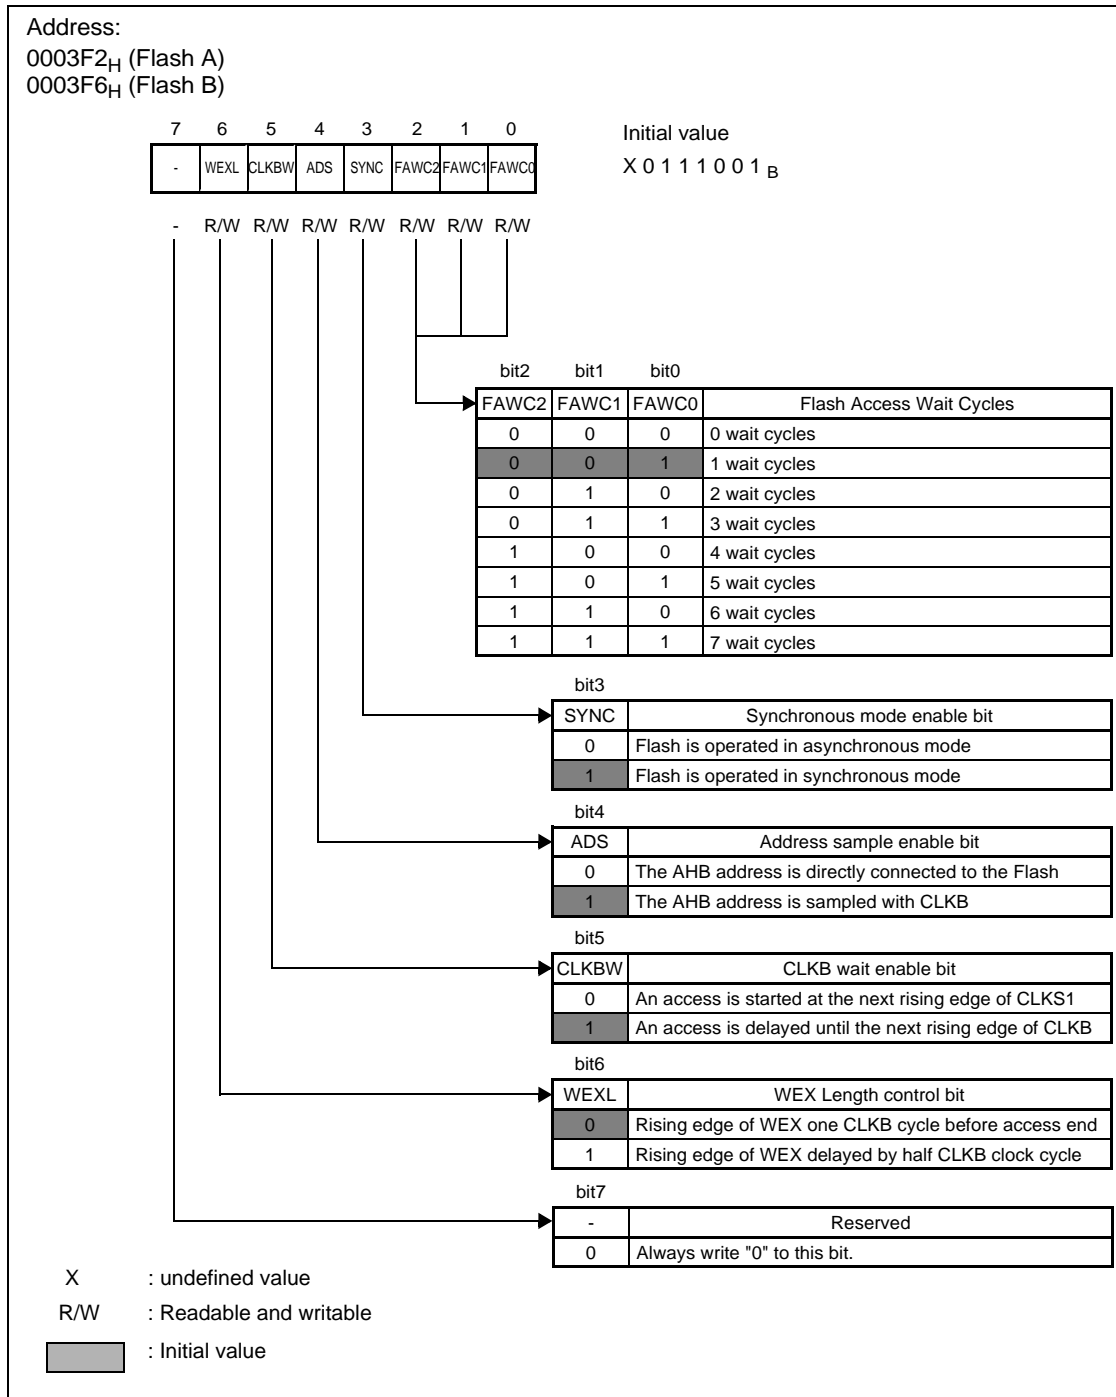 Address:
0003F2H (Flash A)
0003F6H (Flash B)
7 6 5 4 3 2 1 0
Initial value
- WEXL CLKBW ADS SYNC FAWC2 FAWC1 FAWC0
X 0 1 1 1 0 0 1 B
- R/W R/W R/W R/W R/W R/W R/W
bit2 bit1 bit0
FAWC2 FAWC1 FAWC0 Flash Access Wait Cycles
0 0 0 0 wait cycles
0 0 1 1 wait cycles
0 1 0 2 wait cycles
0 1 1 3 wait cycles
1 0 0 4 wait cycles
1 0 1 5 wait cycles
1 1 0 6 wait cycles
1 1 1 7 wait cycles
bit3
SYNC Synchronous mode enable bit
0 Flash is operated in asynchronous mode
1 Flash is operated in synchronous mode
bit4
ADS Address sample enable bit
0 The AHB address is directly connected to the Flash
1 The AHB address is sampled with CLKB
bit5
CLKBW CLKB wait enable bit
0 An access is started at the next rising edge of CLKS1
1 An access is delayed until the next rising edge of CLKB
bit6
WEXL WEX Length control bit
0 Rising edge of WEX one CLKB cycle before access end
1 Rising edge of WEX delayed by half CLKB clock cycle
bit7
- Reserved
0 Always write "0" to this bit.
X : undefined value
R/W : Readable and writable
: Initial value